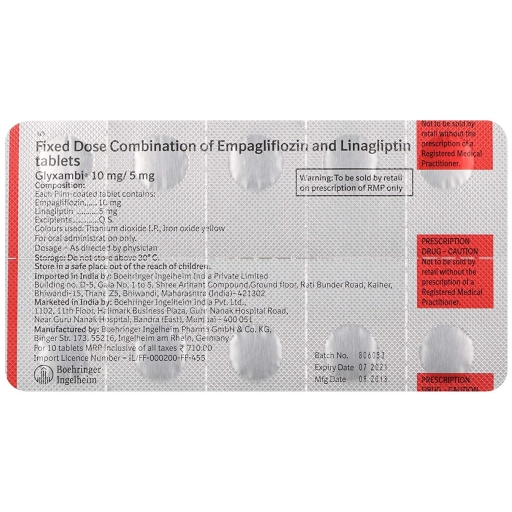 Fixed Dose Combination of Empagliflozin and Linagliptin
tablets
Glyxambi® 10 mg/ 5 mg
Composition:
Each Film-coated tablet contains:
Empagliflozin.......10 mg
Linagliptin ..........5 mg
Excipients............Q.S.
Colours used: Titanium dioxide I.P., Iron oxide yellow
For oral administration only.
Dosage - As directed by physician
Storage: Do not store above 20° C.
Store in a safe place out of the reach of children.
Imported in India by: Boehringer Ingelheim India Private Limited
Building no. D-5, Gala No. 1 to 5, Shree Arihant Compound, Ground floor, Rati Bunder Road, Kalher,
Bhiwandi-15, Thane Z5, Bhiwandi, Maharashtra (India)- 421302
Marketed in India by: Boehringer Ingelheim India Pvt. Ltd.,
1102, 11th Floor, Hallmark Business Plaza, Guru Nanak Hospital Road,
Near Guru Nanak Hospital, Bandra (East), Mumbai - 400 051
Manufactured by: Boehringer Ingelheim Pharma GmbH & Co. KG,
Binger Str. 173, 55216, Ingelheim am Rhein, Germany
For 10 tablets MRP Inclusive of all taxes ₹ 710.00
Import Licence Number - IL/FF-000200-FF-455
Boehringer
Ingelheim
Warning: To be sold by retail
on prescription of RMP only
Batch No. 806053
Expiry Date 07 2021
Mfg Date 08 2018
Not to be sold by
retail without the
prescription of a
Registered Medical
Practitioner.
PRESCRIPTION
DRUG - CAUTION
Not to be sold by
retail without the
prescription of a
Registered Medical
Practitioner.
PRESCRIPTION
DRUG - CAUTION